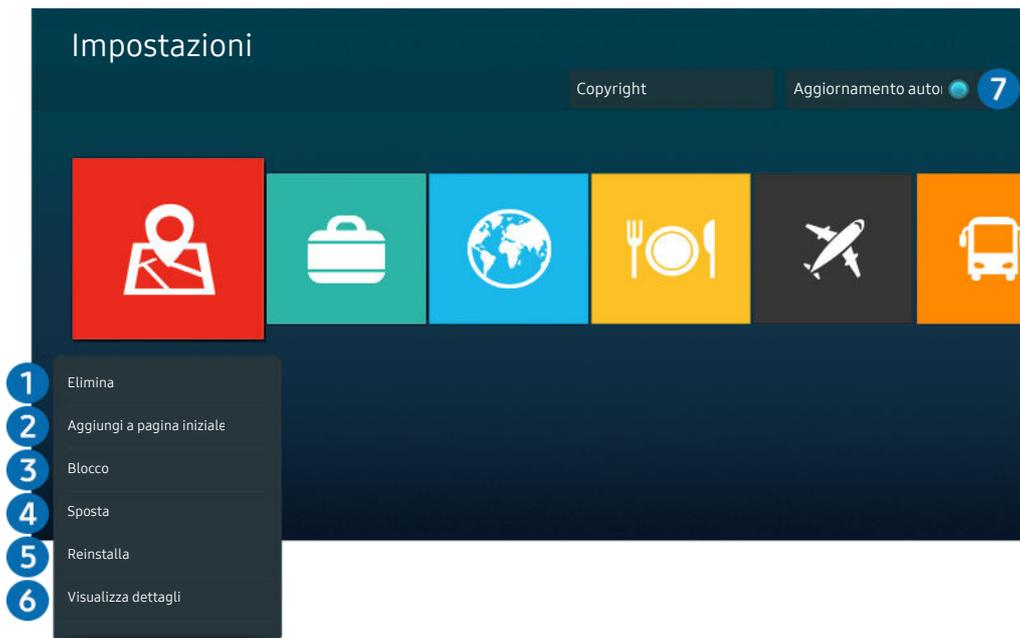 Impostazioni
Copyright
Aggiornamento auto
7
1
Elimina
2
Aggiungi a pagina iniziale
3
Blocco
4
Sposta
5
Reinstalla
6
Visualizza dettagli